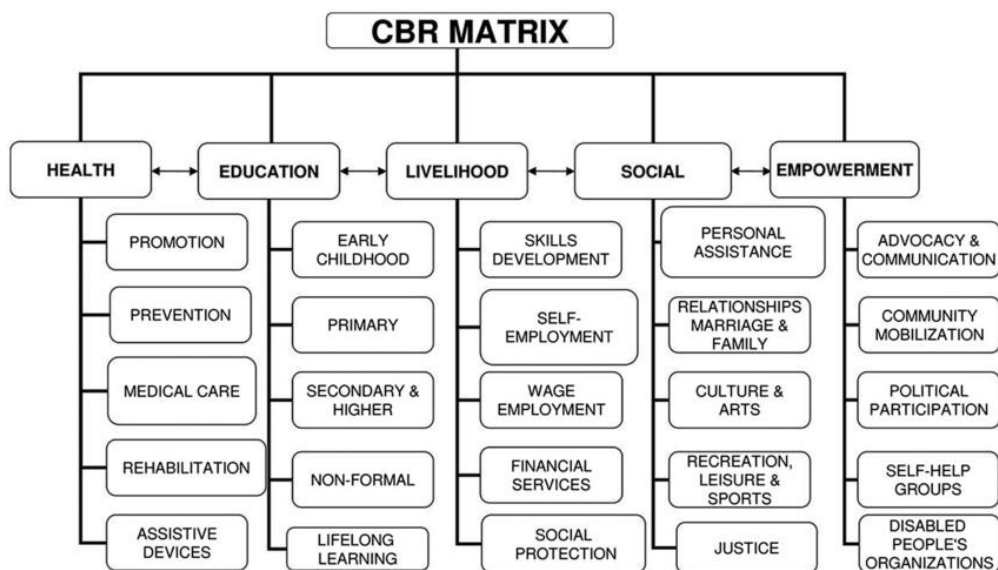 CBR MATRIX
HEALTH
EDUCATION
LIVELIHOOD
SOCIAL
EMPOWERMENT
PROMOTION
PREVENTION
MEDICAL CARE
REHABILITATION
ASSISTIVE
DEVICES
EARLY
CHILDHOOD
PRIMARY
SECONDARY &
HIGHER
NON-FORMAL
LIFELONG
LEARNING
SKILLS
DEVELOPMENT
SELF-
EMPLOYMENT
WAGE
EMPLOYMENT
FINANCIAL
SERVICES
SOCIAL
PROTECTION
PERSONAL
ASSISTANCE
RELATIONSHIPS
MARRIAGE &
FAMILY
CULTURE &
ARTS
RECREATION,
LEISURE &
SPORTS
JUSTICE
ADVOCACY &
COMMUNICATION
COMMUNITY
MOBILIZATION
POLITICAL
PARTICIPATION
SELF-HELP
GROUPS
DISABLED
PEOPLE'S
ORGANIZATIONS